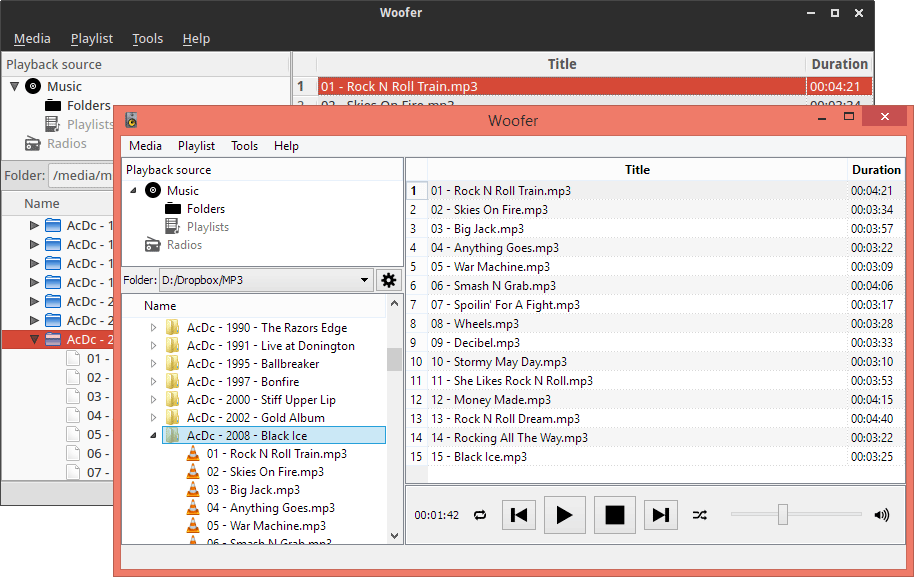 Woofer
Media Playlist Tools Help
Playback source
Music
Folders
Playlists
Radios
Folder: /media/m
Name
AcDc - 1
AcDc - 1
AcDc - 1
AcDc - 1
AcDc - 2
AcDc - 2
AcDc - 2
01 -
02 -
03 -
04 -
05 -
06 -
07 -
Title Duration
1 01 - Rock N Roll Train.mp3 00:04:21
2 02 - Skies On Fire.mp3 00:03:34
Woofer
Media Playlist Tools Help
Playback source
Music
Folders
Playlists
Radios
Folder: D:/Dropbox/MP3
Name
AcDc - 1990 - The Razors Edge
AcDc - 1991 - Live at Donington
AcDc - 1995 - Ballbreaker
AcDc - 1997 - Bonfire
AcDc - 2000 - Stiff Upper Lip
AcDc - 2002 - Gold Album
AcDc - 2008 - Black Ice
01 - Rock N Roll Train.mp3
02 - Skies On Fire.mp3
03 - Big Jack.mp3
04 - Anything Goes.mp3
05 - War Machine.mp3
06 - Smash N Grab.mp3
Title Duration
1 01 - Rock N Roll Train.mp3 00:04:21
2 02 - Skies On Fire.mp3 00:03:34
3 03 - Big Jack.mp3 00:03:57
4 04 - Anything Goes.mp3 00:03:22
5 05 - War Machine.mp3 00:03:09
6 06 - Smash N Grab.mp3 00:04:06
7 07 - Spoilin' For A Fight.mp3 00:03:17
8 08 - Wheels.mp3 00:03:28
9 09 - Decibel.mp3 00:03:33
10 10 - Stormy May Day.mp3 00:03:10
11 11 - She Likes Rock N Roll.mp3 00:03:53
12 12 - Money Made.mp3 00:04:15
13 13 - Rock N Roll Dream.mp3 00:04:40
14 14 - Rocking All The Way.mp3 00:03:22
15 15 - Black Ice.mp3 00:03:25
00:01:42